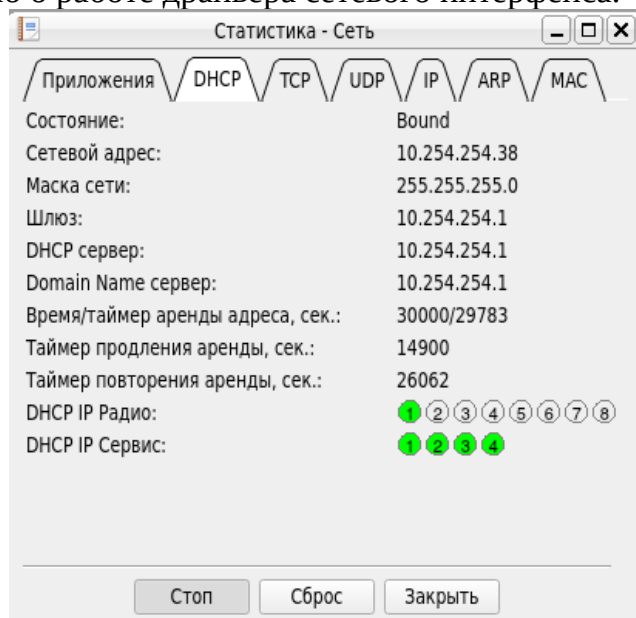 о работе драйвера сетевого интерфейса.
Статистика - Сеть
Приложения DHCP TCP UDP IP ARP MAC
Состояние: Bound
Сетевой адрес: 10.254.254.38
Маска сети: 255.255.255.0
Шлюз: 10.254.254.1
DHCP сервер: 10.254.254.1
Domain Name сервер: 10.254.254.1
Время/таймер аренды адреса, сек.: 30000/29783
Таймер продления аренды, сек.: 14900
Таймер повторения аренды, сек.: 26062
DHCP IP Радио: 1 2 3 4 5 6 7 8
DHCP IP Сервис: 1 2 3 4
Стоп Сброс Закрыть